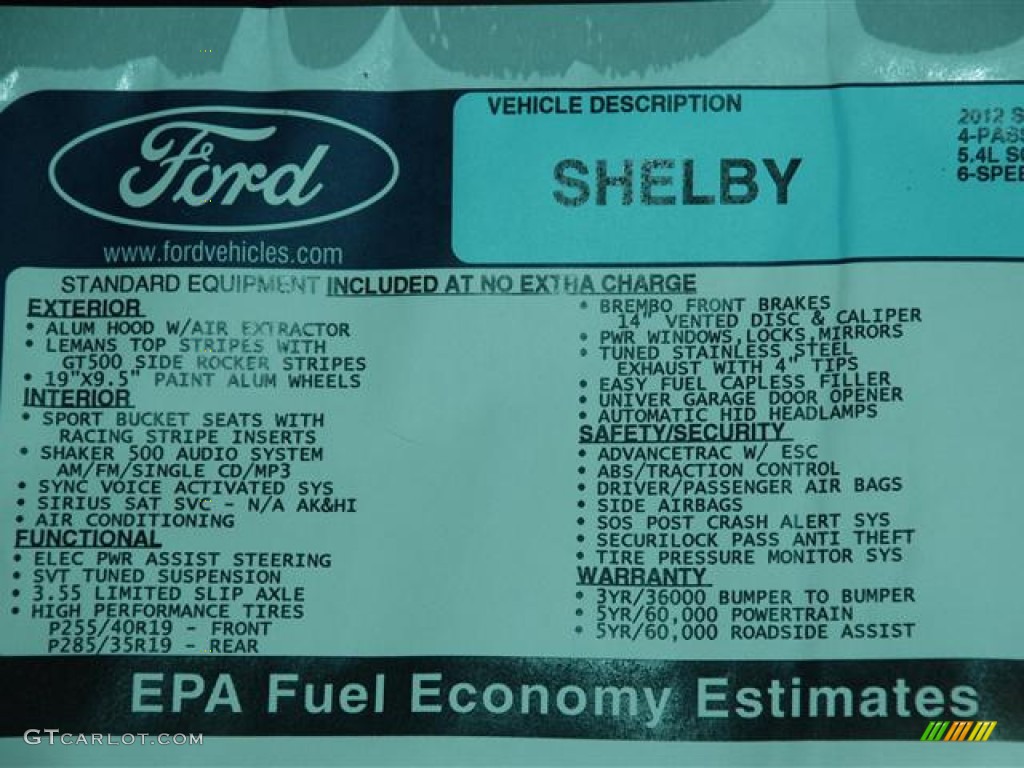 Ford
www.fordvehicles.com
VEHICLE DESCRIPTION
SHELBY
2012 S
4-PASS
5.4L SO
6-SPEE
STANDARD EQUIPMENT INCLUDED AT NO EXTRA CHARGE
EXTERIOR
• ALUM HOOD W/AIR EXTRACTOR
• LEMANS TOP STRIPES WITH
GT500 SIDE ROCKER STRIPES
• 19"X9.5" PAINT ALUM WHEELS
INTERIOR
• SPORT BUCKET SEATS WITH
RACING STRIPE INSERTS
• SHAKER 500 AUDIO SYSTEM
AM/FM/SINGLE CD/MP3
• SYNC VOICE ACTIVATED SYS
• SIRIUS SAT SVC - N/A AK&HI
• AIR CONDITIONING
FUNCTIONAL
• ELEC PWR ASSIST STEERING
• SVT TUNED SUSPENSION
• 3.55 LIMITED SLIP AXLE
• HIGH PERFORMANCE TIRES
P255/40R19 - FRONT
P285/35R19 - REAR
• BREMBO FRONT BRAKES
14" VENTED DISC & CALIPER
• PWR WINDOWS,LOCKS,MIRRORS
• TUNED STAINLESS STEEL
EXHAUST WITH 4" TIPS
• EASY FUEL CAPLESS FILLER
• UNIVER GARAGE DOOR OPENER
• AUTOMATIC HID HEADLAMPS
SAFETY/SECURITY
• ADVANCETRAC W/ ESC
• ABS/TRACTION CONTROL
• DRIVER/PASSENGER AIR BAGS
• SIDE AIRBAGS
• SOS POST CRASH ALERT SYS
• SECURILOCK PASS ANTI THEFT
• TIRE PRESSURE MONITOR SYS
WARRANTY
• 3YR/36000 BUMPER TO BUMPER
• 5YR/60,000 POWERTRAIN
• 5YR/60,000 ROADSIDE ASSIST
EPA Fuel Economy Estimates
GTCARLOT.COM